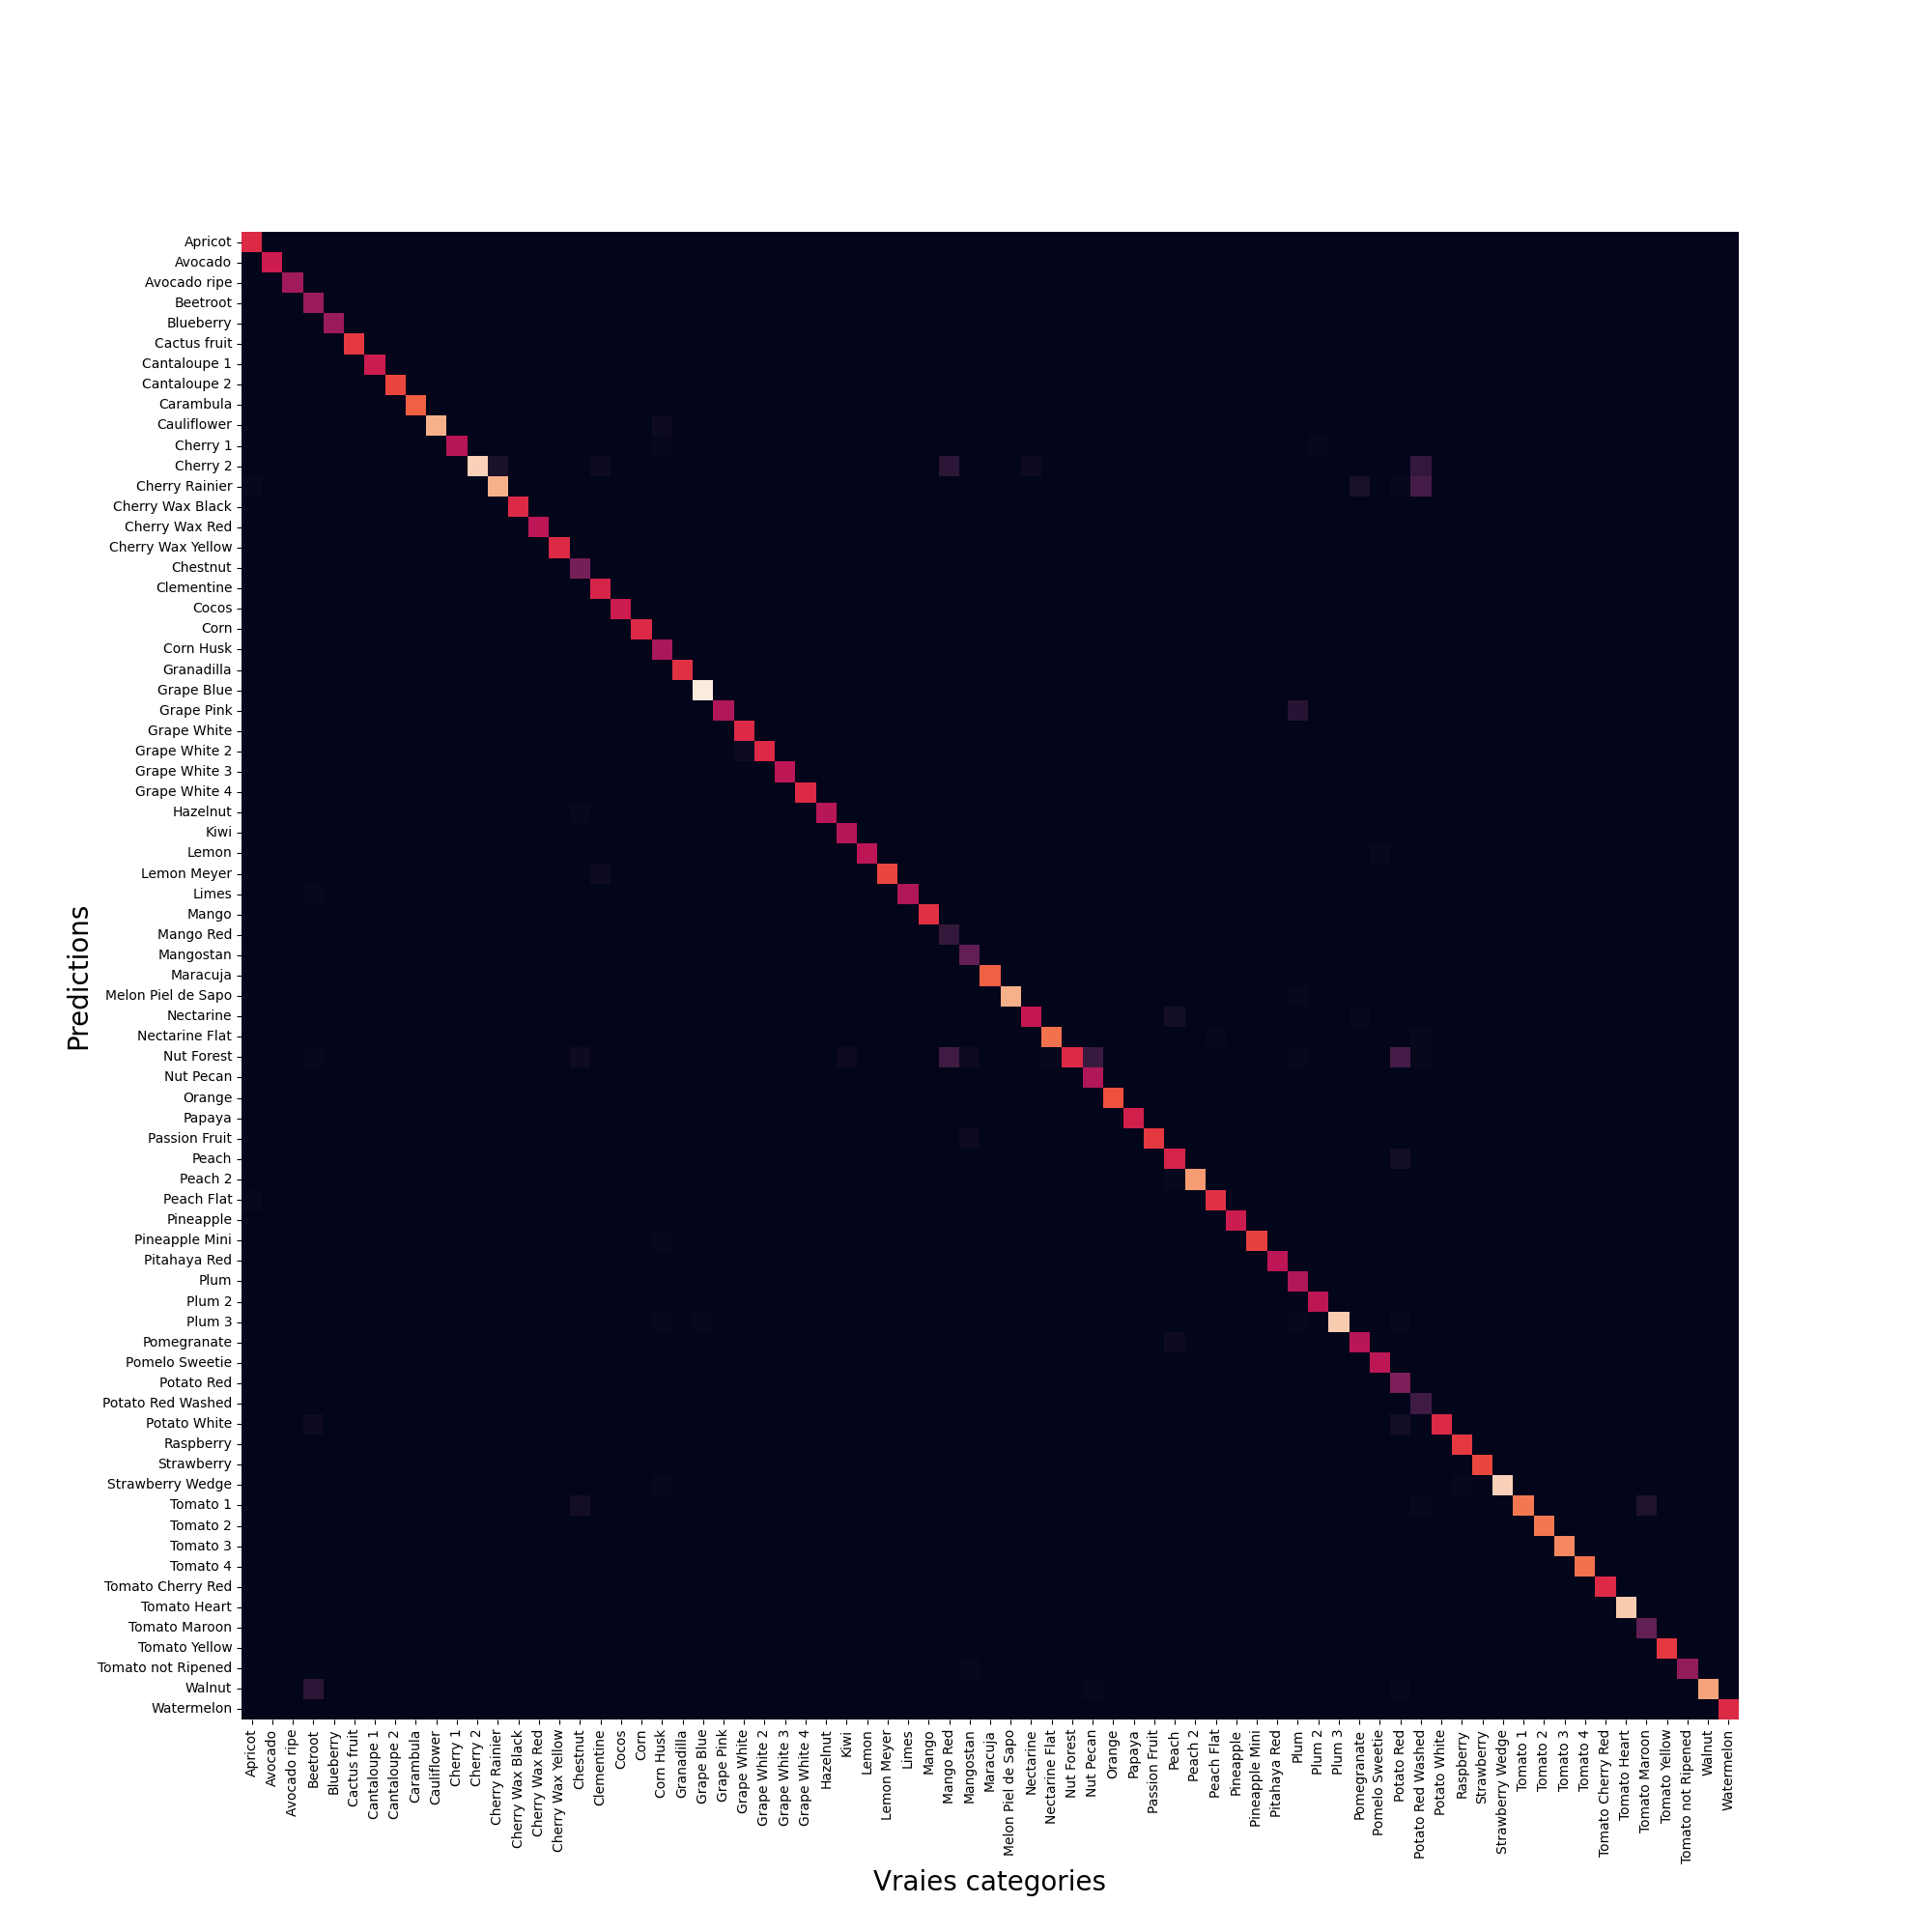 Apricot
Avocado
Avocado ripe
Beetroot
Blueberry
Cactus fruit
Cantaloupe 1
Cantaloupe 2
Carambula
Cauliflower
Cherry 1
Cherry 2
Cherry Rainier
Cherry Wax Black
Cherry Wax Red
Cherry Wax Yellow
Chestnut
Clementine
Cocos
Corn
Corn Husk
Granadilla
Grape Blue
Grape Pink
Grape White
Grape White 2
Grape White 3
Grape White 4
Hazelnut
Kiwi
Lemon
Lemon Meyer
Limes
Mango
Mango Red
Mangostan
Maracuja
Melon Piel de Sapo
Nectarine
Nectarine Flat
Nut Forest
Nut Pecan
Orange
Papaya
Passion Fruit
Peach
Peach 2
Peach Flat
Pineapple
Pineapple Mini
Pitahaya Red
Plum
Plum 2
Plum 3
Pomegranate
Pomelo Sweetie
Potato Red
Potato Red Washed
Potato White
Raspberry
Strawberry
Strawberry Wedge
Tomato 1
Tomato 2
Tomato 3
Tomato 4
Tomato Cherry Red
Tomato Heart
Tomato Maroon
Tomato Yellow
Tomato not Ripened
Walnut
Watermelon
Predictions
Apricot
Avocado
Avocado ripe
Beetroot
Blueberry
Cactus fruit
Cantaloupe 1
Cantaloupe 2
Carambula
Cauliflower
Cherry 1
Cherry 2
Cherry Rainier
Cherry Wax Black
Cherry Wax Red
Cherry Wax Yellow
Chestnut
Clementine
Cocos
Corn
Corn Husk
Granadilla
Grape Blue
Grape Pink
Grape White
Grape White 2
Grape White 3
Grape White 4
Hazelnut
Kiwi
Lemon
Lemon Meyer
Limes
Mango
Mango Red
Mangostan
Maracuja
Melon Piel de Sapo
Nectarine
Nectarine Flat
Nut Forest
Nut Pecan
Orange
Papaya
Passion Fruit
Peach
Peach 2
Peach Flat
Pineapple
Pineapple Mini
Pitahaya Red
Plum
Plum 2
Plum 3
Pomegranate
Pomelo Sweetie
Potato Red
Potato Red Washed
Potato White
Raspberry
Strawberry
Strawberry Wedge
Tomato 1
Tomato 2
Tomato 3
Tomato 4
Tomato Cherry Red
Tomato Heart
Tomato Maroon
Tomato Yellow
Tomato not Ripened
Walnut
Watermelon
Vraies categories